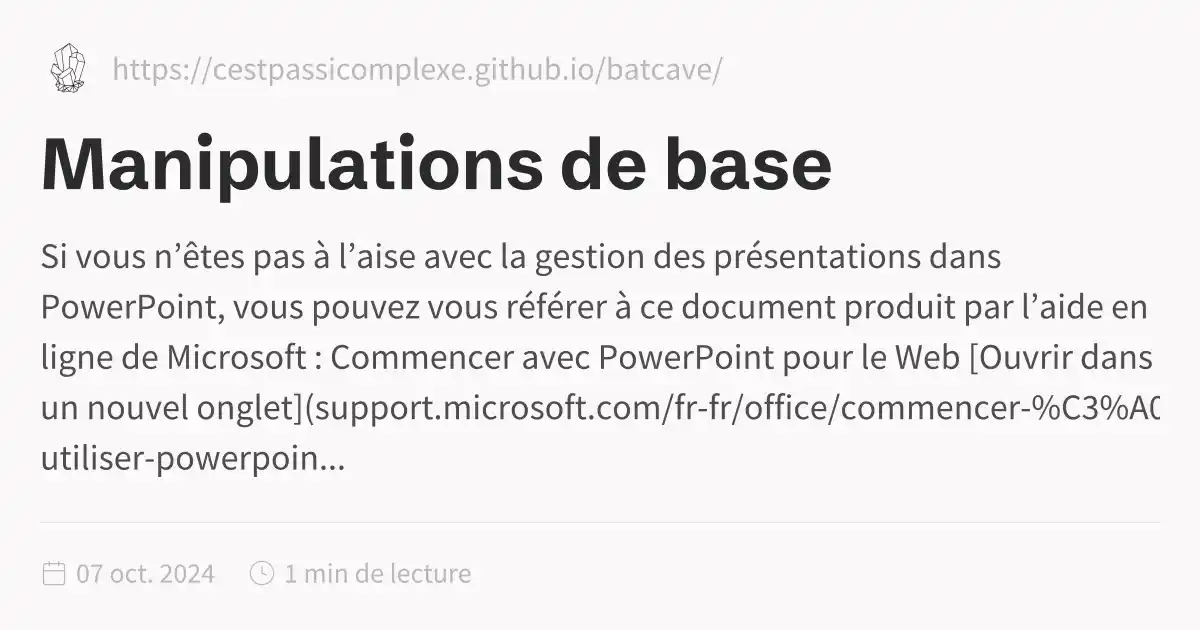 https://cestpassicomplexe.github.io/batcave/
Manipulations de base
Si vous n’êtes pas à l’aise avec la gestion des présentations dans
PowerPoint, vous pouvez vous référer à ce document produit par l’aide en
ligne de Microsoft : Commencer avec PowerPoint pour le Web [Ouvrir dans
un nouvel onglet](support.microsoft.com/fr-fr/office/commencer-%C3%A0
utiliser-powerpoin...
07 oct. 2024
1 min de lecture